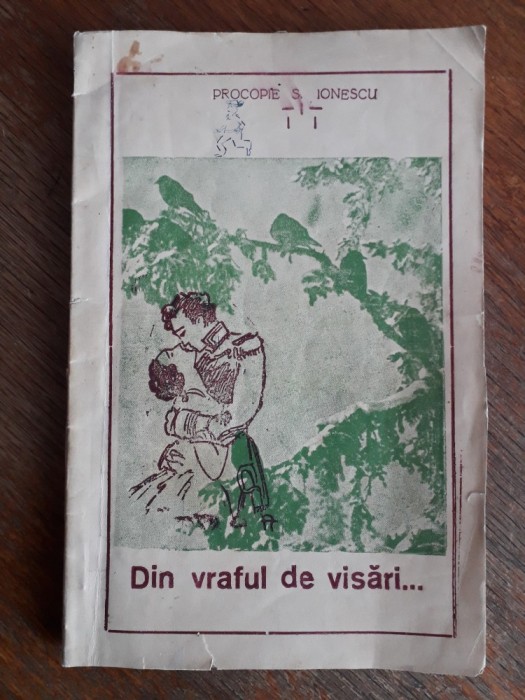 PROCOPIE S. IONESCU
Din vraful de visări...